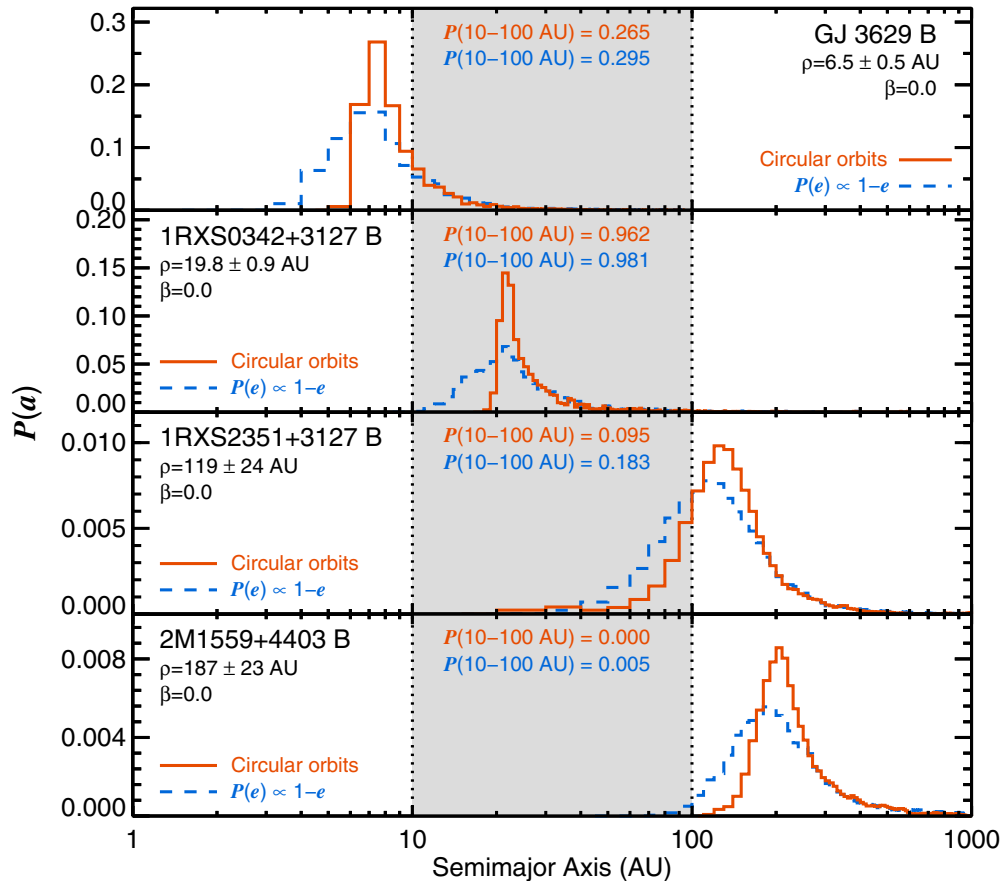 P(10−100 AU) = 0.265
P(10−100 AU) = 0.295
GJ 3629 B
ρ=6.5 ± 0.5 AU
β=0.0
Circular orbits
P(e) ∝ 1−e
0.3
0.2
0.1
0.0
1RXS0342+3127 B
ρ=19.8 ± 0.9 AU
β=0.0
P(10−100 AU) = 0.962
P(10−100 AU) = 0.981
Circular orbits
P(e) ∝ 1−e
0.20
0.15
0.10
0.05
0.00
1RXS2351+3127 B
ρ=119 ± 24 AU
β=0.0
P(10−100 AU) = 0.095
P(10−100 AU) = 0.183
Circular orbits
P(e) ∝ 1−e
0.010
0.005
0.000
2M1559+4403 B
ρ=187 ± 23 AU
β=0.0
P(10−100 AU) = 0.000
P(10−100 AU) = 0.005
Circular orbits
P(e) ∝ 1−e
0.008
0.004
0.000
P(a)
1 10 100 1000
Semimajor Axis (AU)